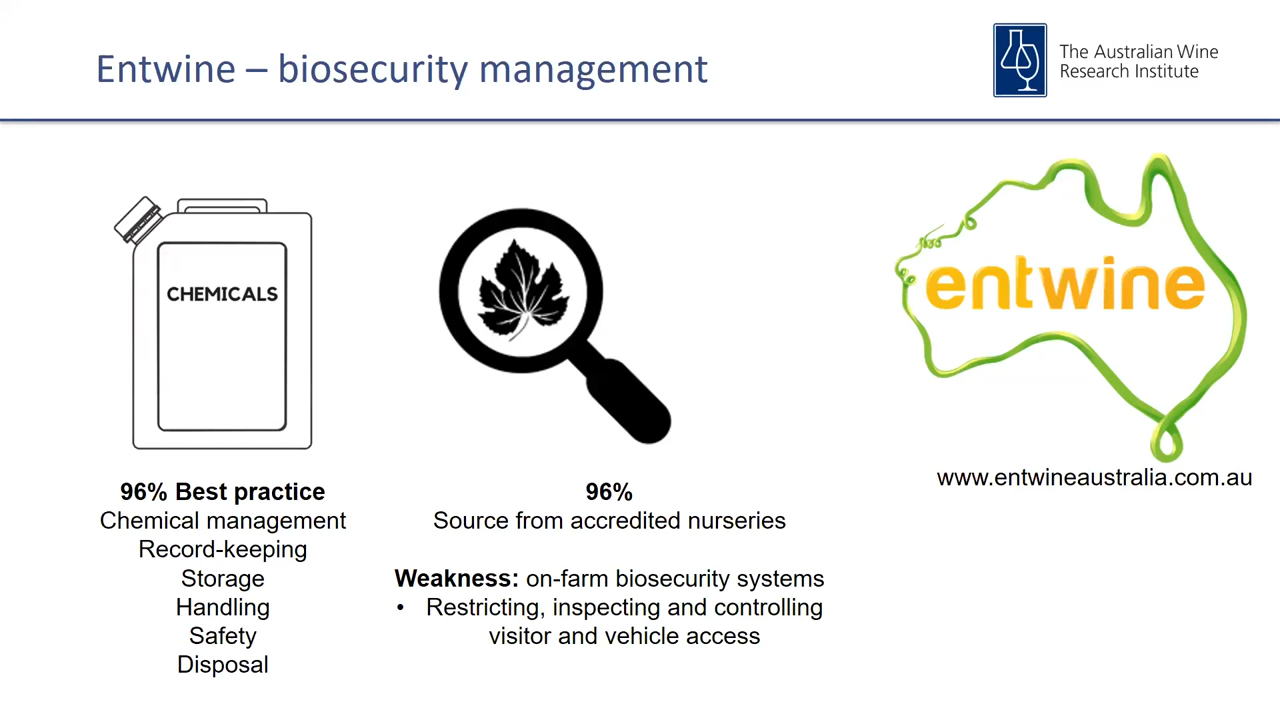 Entwine – biosecurity management
The Australian Wine
Research Institute
CHEMICALS
entwine
www.entwineaustralia.com.au
96% Best practice
Chemical management
Record-keeping
Storage
Handling
Safety
Disposal
96%
Source from accredited nurseries
Weakness: on-farm biosecurity systems
• Restricting, inspecting and controlling
visitor and vehicle access